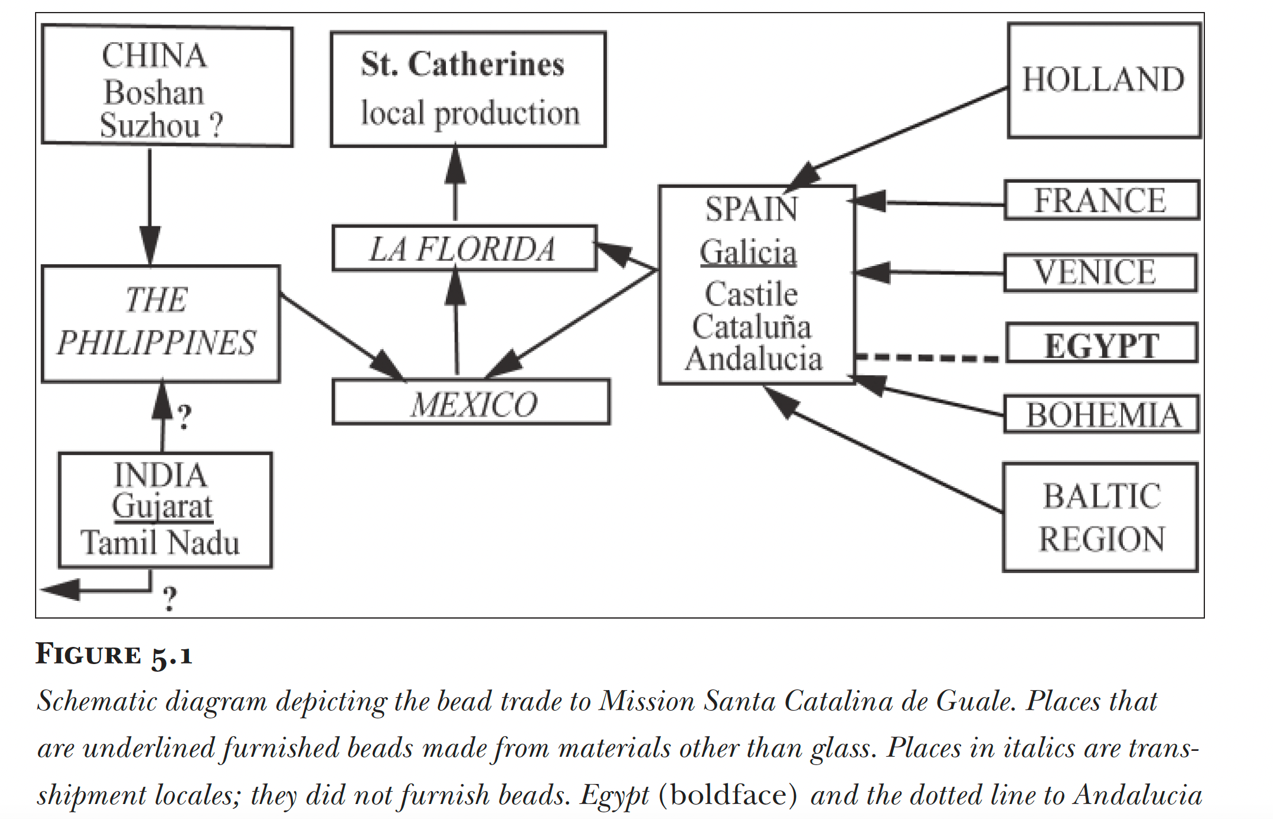 CHINA
Boshan
Suzhou ?
St. Catherines
local production
HOLLAND
FRANCE
SPAIN
Galicia
Castile
Cataluña
Andalucia
LA FLORIDA
VENICE
THE
PHILIPPINES
EGYPT
MEXICO
BOHEMIA
?
INDIA
Gujarat
Tamil Nadu
BALTIC
REGION
?
FIGURE 5.1
Schematic diagram depicting the bead trade to Mission Santa Catalina de Guale. Places that
are underlined furnished beads made from materials other than glass. Places in italics are trans-
shipment locales; they did not furnish beads. Egypt (boldface) and the dotted line to Andalucia